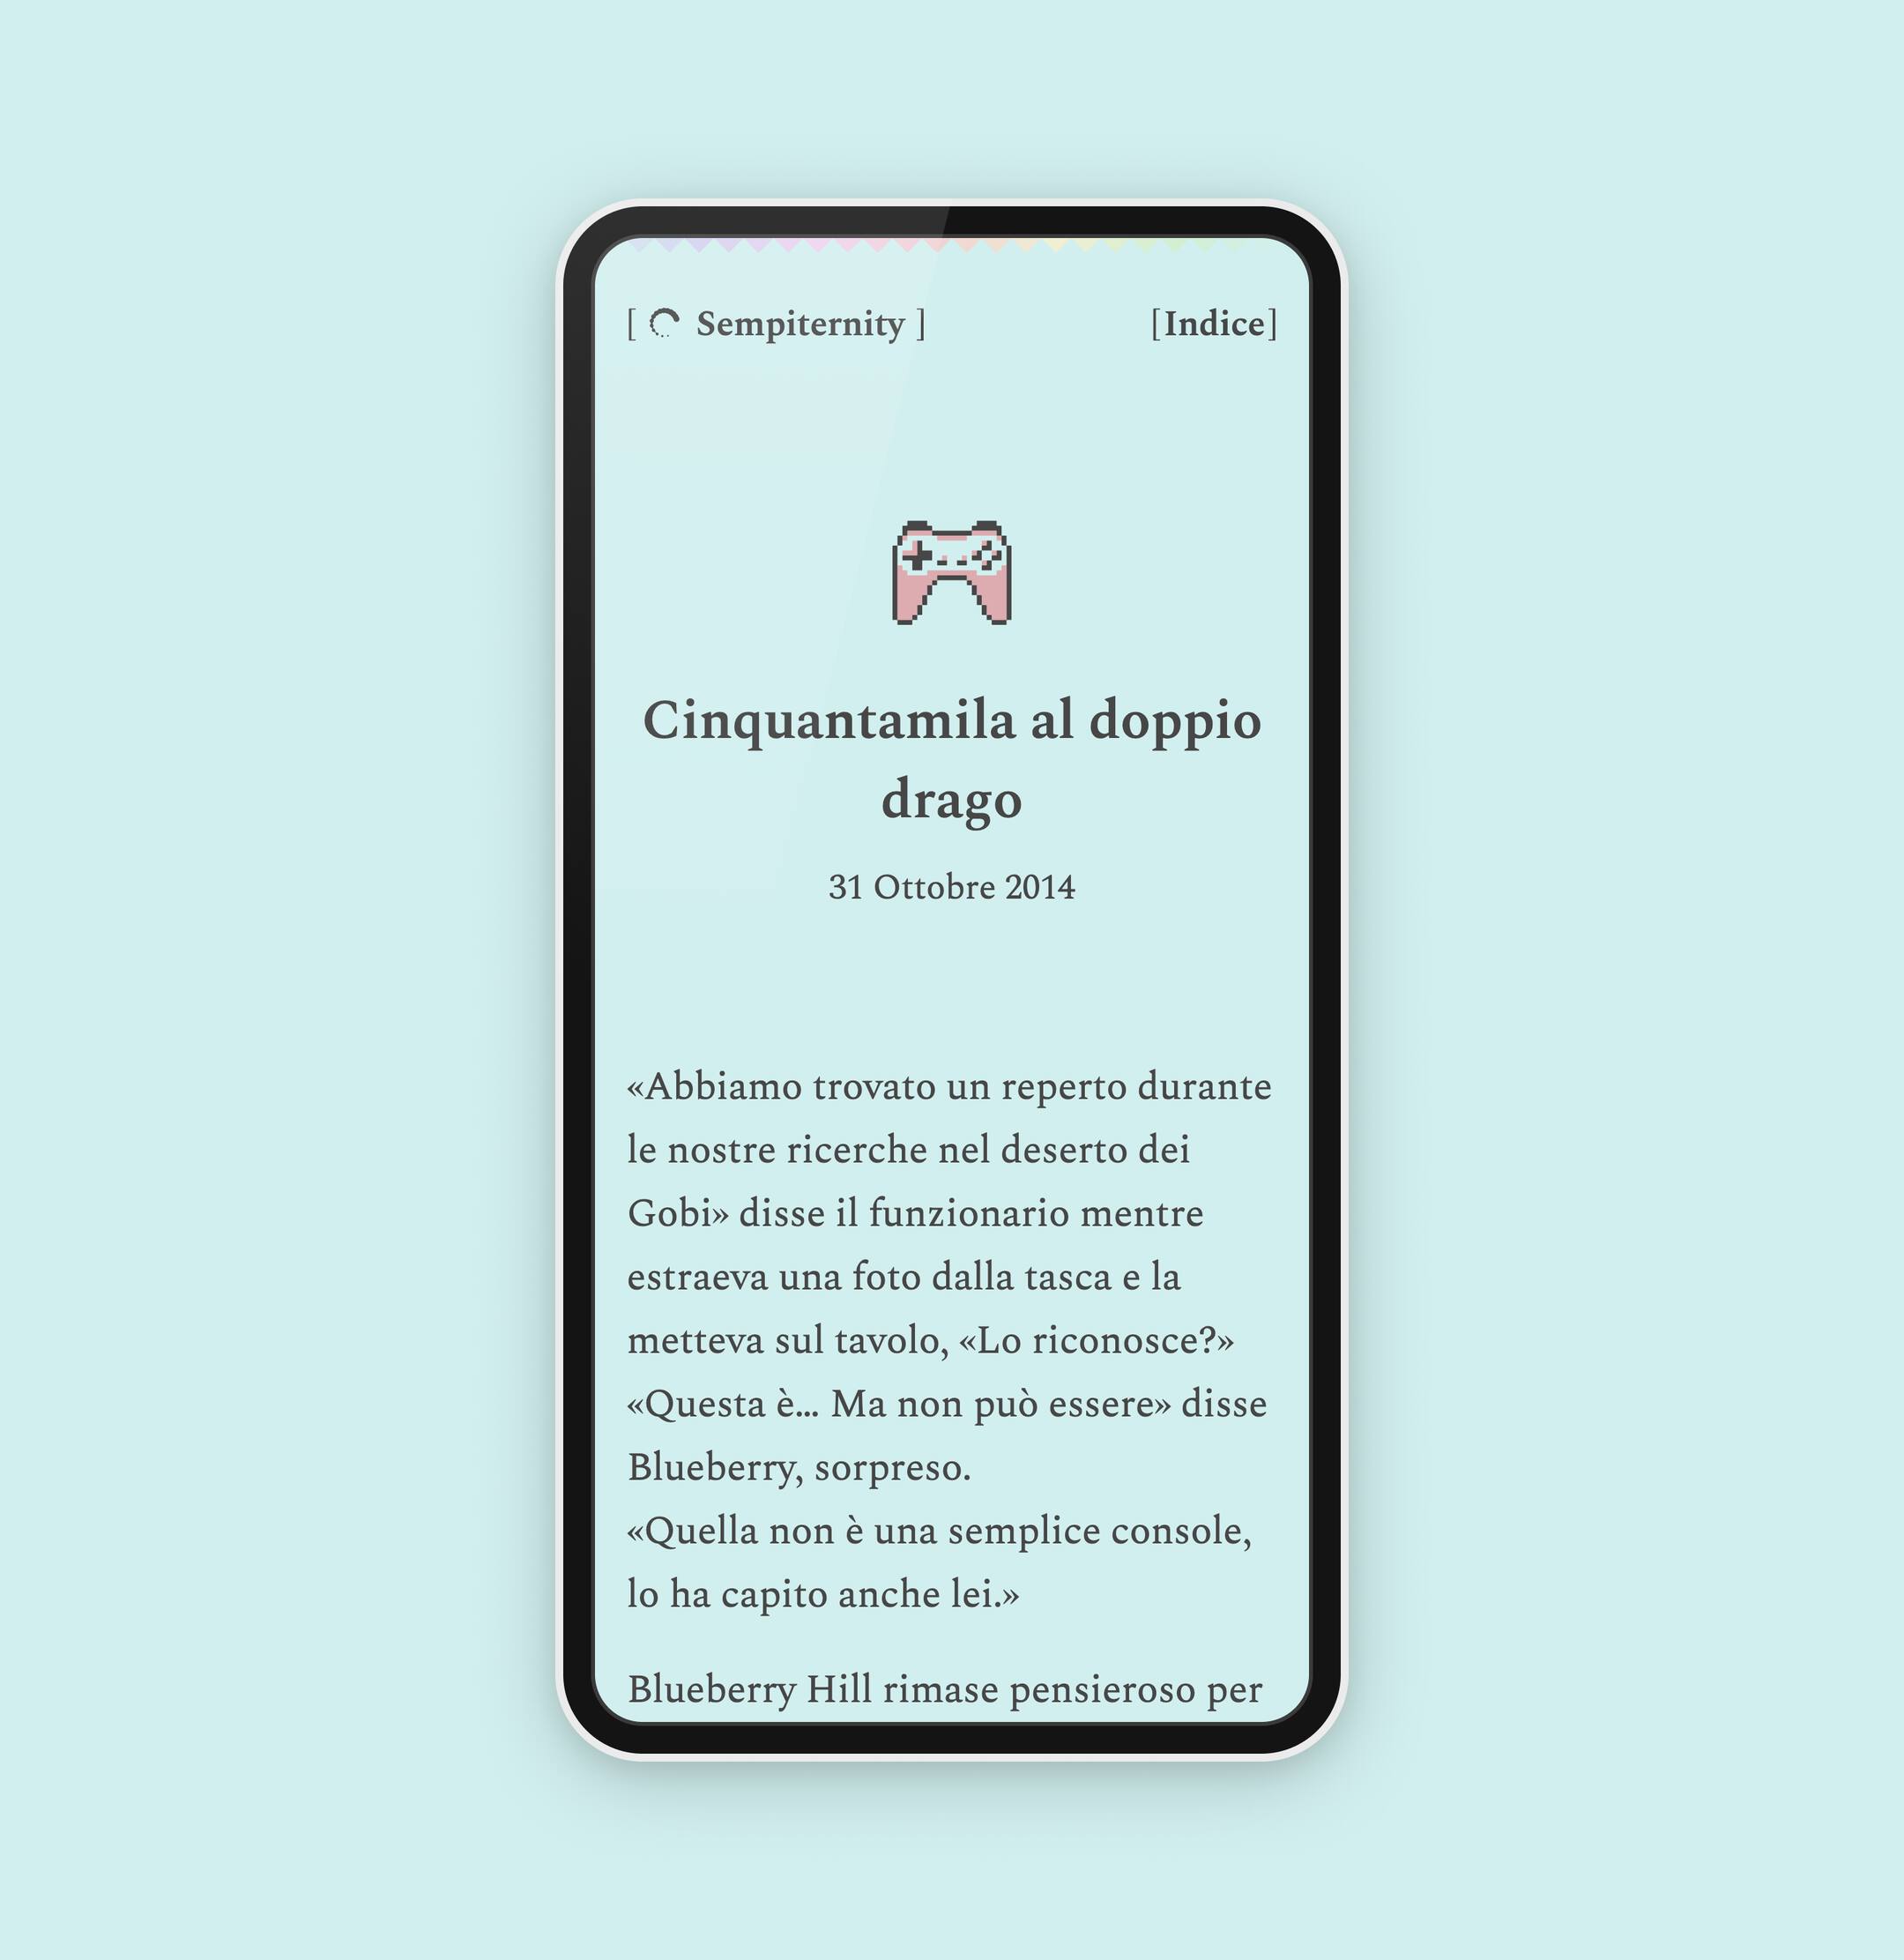 [ Sempiternity ]
[Indice]
Cinquantamila al doppio
drago
31 Ottobre 2014
«Abbiamo trovato un reperto durante
le nostre ricerche nel deserto dei
Gobi» disse il funzionario mentre
estraeva una foto dalla tasca e la
metteva sul tavolo, «Lo riconosce?»
«Questa è… Ma non può essere» disse
Blueberry, sorpreso.
«Quella non è una semplice console,
lo ha capito anche lei.»
Blueberry Hill rimase pensieroso per